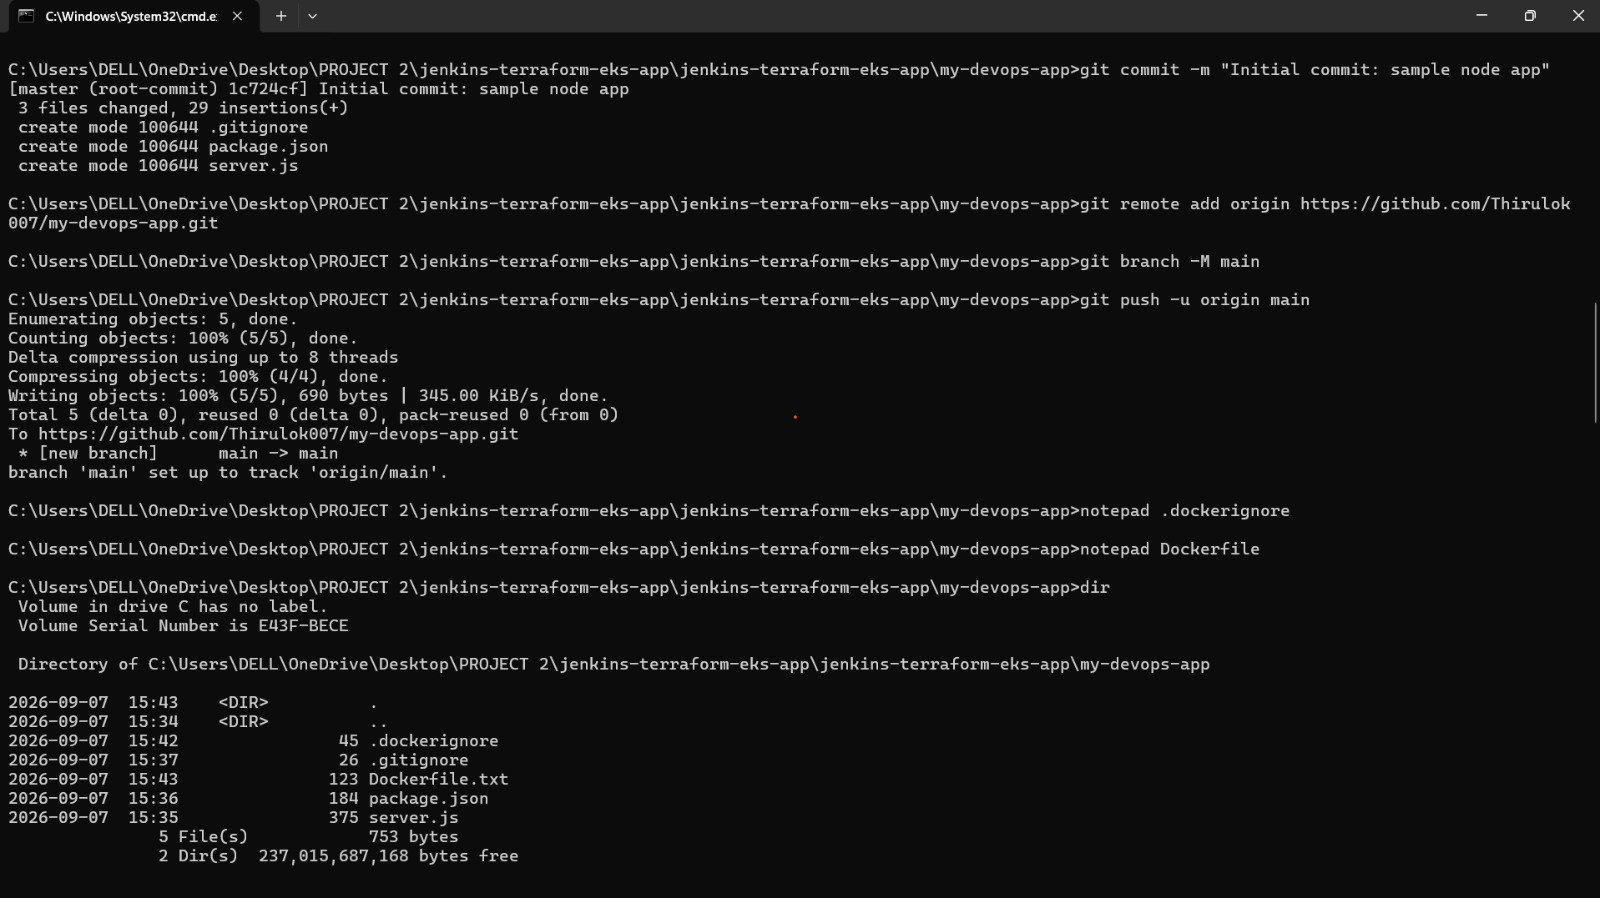 C:\Windows\System32\cmd.e
C:\Users\DELL\OneDrive\Desktop\PROJECT 2\jenkins-terraform-eks-app\jenkins-terraform-eks-app\my-devops-app>git commit -m "Initial commit: sample node app"
[master (root-commit) 1c724cf] Initial commit: sample node app
 3 files changed, 29 insertions(+)
 create mode 100644 .gitignore
 create mode 100644 package.json
 create mode 100644 server.js
C:\Users\DELL\OneDrive\Desktop\PROJECT 2\jenkins-terraform-eks-app\jenkins-terraform-eks-app\my-devops-app>git remote add origin https://github.com/Thirulok
007/my-devops-app.git
C:\Users\DELL\OneDrive\Desktop\PROJECT 2\jenkins-terraform-eks-app\jenkins-terraform-eks-app\my-devops-app>git branch -M main
C:\Users\DELL\OneDrive\Desktop\PROJECT 2\jenkins-terraform-eks-app\jenkins-terraform-eks-app\my-devops-app>git push -u origin main
Enumerating objects: 5, done.
Counting objects: 100% (5/5), done.
Delta compression using up to 8 threads
Compressing objects: 100% (4/4), done.
Writing objects: 100% (5/5), 690 bytes | 345.00 KiB/s, done.
Total 5 (delta 0), reused 0 (delta 0), pack-reused 0 (from 0)
To https://github.com/Thirulok007/my-devops-app.git
 * [new branch]      main -> main
branch 'main' set up to track 'origin/main'.
C:\Users\DELL\OneDrive\Desktop\PROJECT 2\jenkins-terraform-eks-app\jenkins-terraform-eks-app\my-devops-app>notepad .dockerignore
C:\Users\DELL\OneDrive\Desktop\PROJECT 2\jenkins-terraform-eks-app\jenkins-terraform-eks-app\my-devops-app>notepad Dockerfile
C:\Users\DELL\OneDrive\Desktop\PROJECT 2\jenkins-terraform-eks-app\jenkins-terraform-eks-app\my-devops-app>dir
 Volume in drive C has no label.
 Volume Serial Number is E43F-BECE
 Directory of C:\Users\DELL\OneDrive\Desktop\PROJECT 2\jenkins-terraform-eks-app\jenkins-terraform-eks-app\my-devops-app
2026-09-07  15:43    <DIR>          .
2026-09-07  15:34    <DIR>          ..
2026-09-07  15:42                45 .dockerignore
2026-09-07  15:37                26 .gitignore
2026-09-07  15:43               123 Dockerfile.txt
2026-09-07  15:36               184 package.json
2026-09-07  15:35               375 server.js
               5 File(s)            753 bytes
               2 Dir(s)  237,015,687,168 bytes free